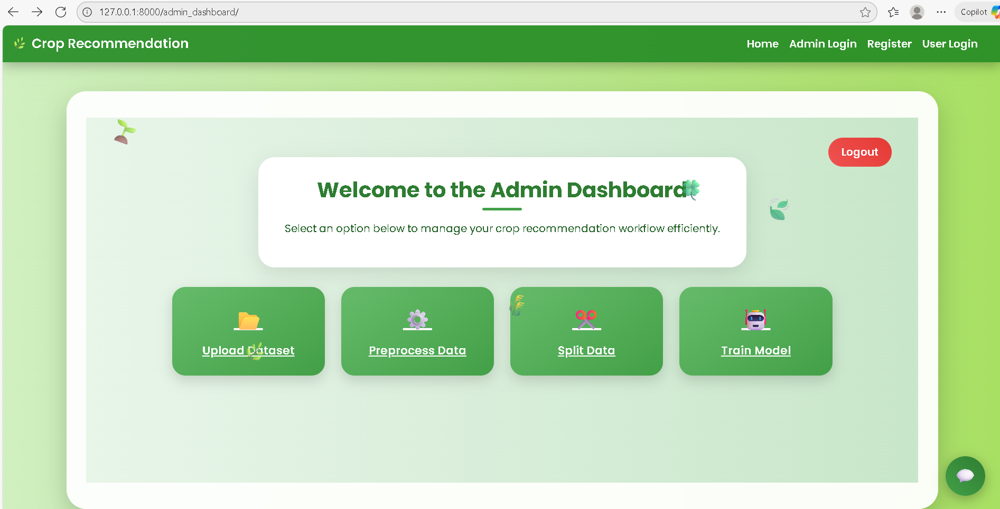 127.0.0.1:8000/admin_dashboard/
Copilot
Crop Recommendation
Home Admin Login Register User Login
Logout
Welcome to the Admin Dashboard
Select an option below to manage your crop recommendation workflow efficiently.
Upload Dataset
Preprocess Data
Split Data
Train Model